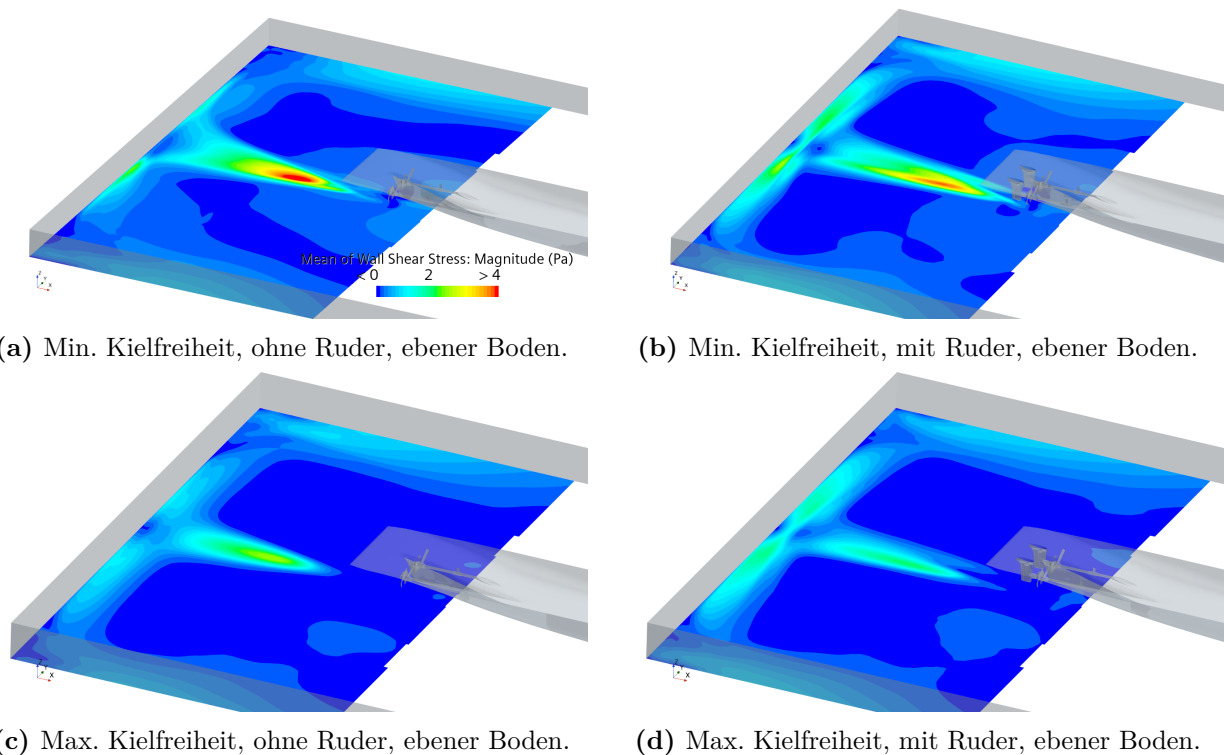 Mean of Wall Shear Stress: Magnitude (Pa)
< 0 2 > 4
z Y X
z Y X
(a) Min. Kielfreiheit, ohne Ruder, ebener Boden.
(b) Min. Kielfreiheit, mit Ruder, ebener Boden.
z Y X
z Y X
(c) Max. Kielfreiheit, ohne Ruder, ebener Boden.
(d) Max. Kielfreiheit, mit Ruder, ebener Boden.